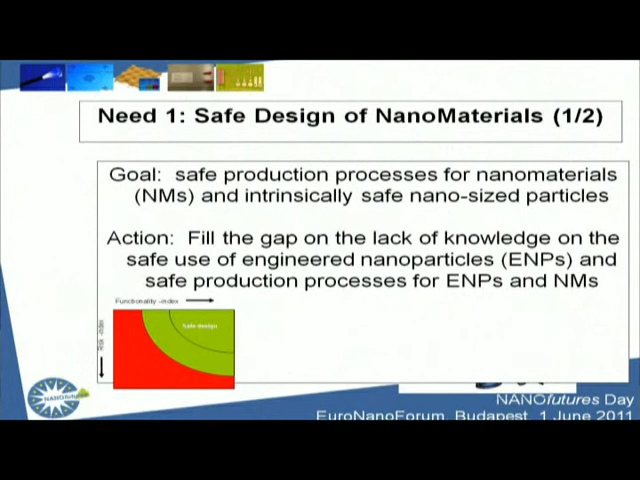 Need 1: Safe Design of NanoMaterials (1/2)
Goal: safe production processes for nanomaterials
(NMs) and intrinsically safe nano-sized particles
Action: Fill the gap on the lack of knowledge on the
safe use of engineered nanoparticles (ENPs) and
safe production processes for ENPs and NMs
Functionality -index
Safe design
Risk -index
NANOfutures
NANOfutures Day
EuroNanoForum, Budapest, 1 June 2011